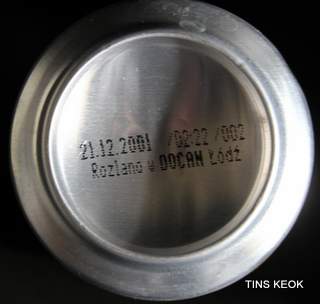 21.12.2001 /02:22 /002
Rozlano w DOCAN Łódź
TINS KEOK